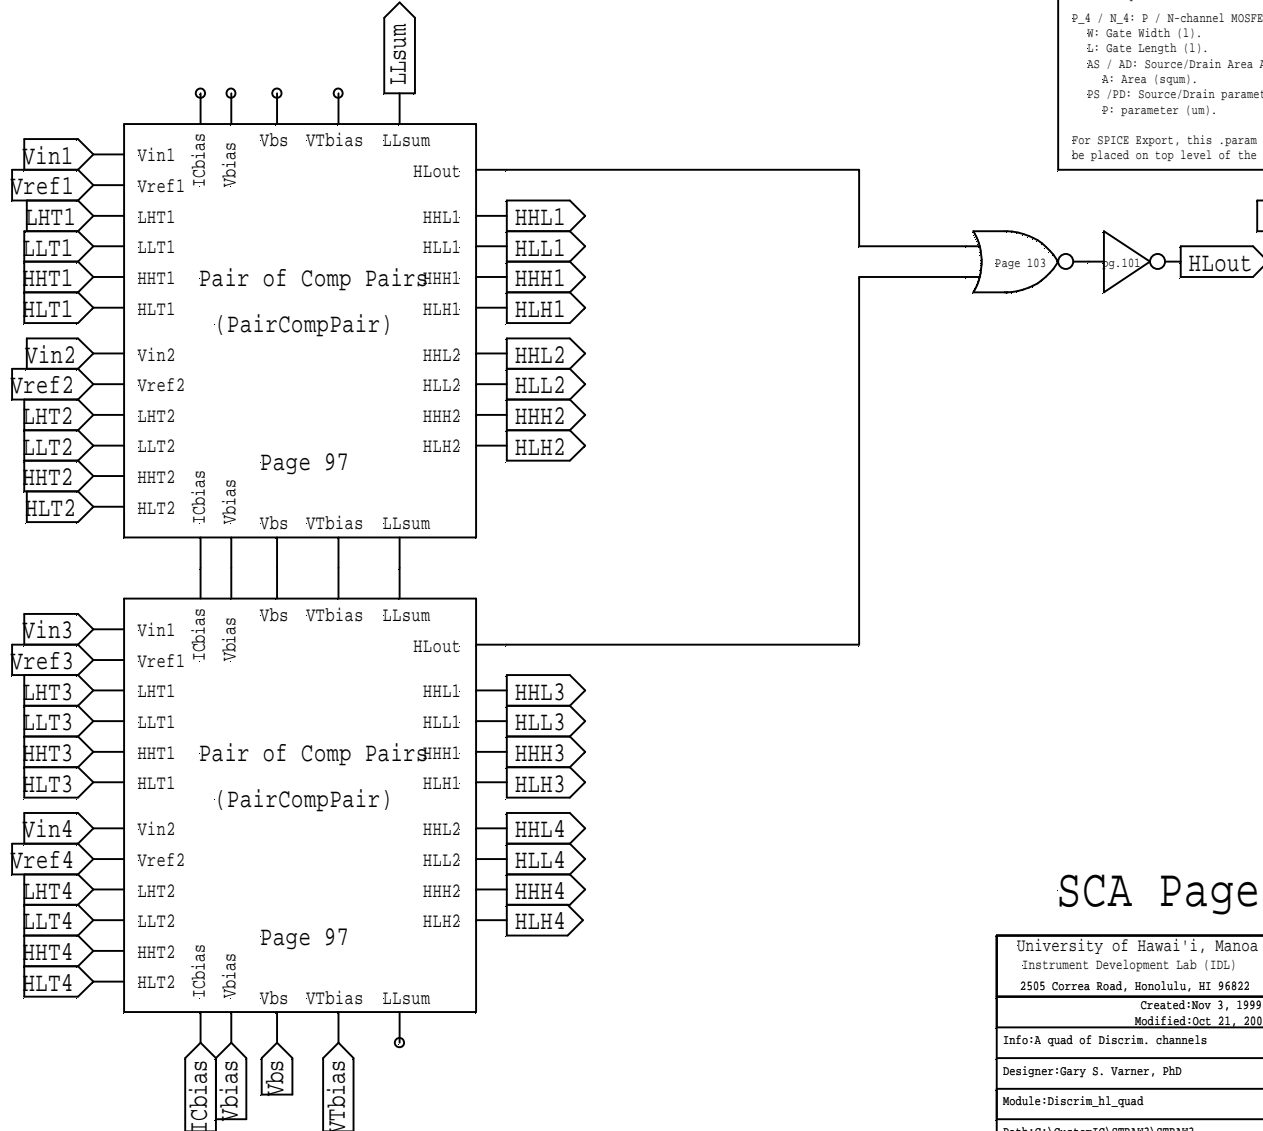 LLsum
P_4 / N_4: P / N-channel MOSFE
W: Gate Width (l).
L: Gate Length (l).
AS / AD: Source/Drain Area
A: Area (squm).
PS /PD: Source/Drain paramet
P: parameter (um).
For SPICE Export, this .param
be placed on top level of the
ICbias Vbias Vbs VTbias LLsum
HLout
Vin1 Vin1
Vref1 Vref1
LHT1 LHT1 HHL1 HHL1
LLT1 LLT1 HLL1 HLL1
HHT1 HHT1 Pair of Comp Pairs HHH1 HHH1
HLT1 HLT1 HLH1 HLH1
(PairCompPair)
Page 103 pg.101 HLout
Vin2 Vin2 HHL2 HHL2
Vref2 Vref2 HLL2 HLL2
LHT2 LHT2 HHH2 HHH2
LLT2 LLT2 HLH2 HLH2
Page 97
HHT2 HHT2
HLT2 HLT2
ICbias Vbias Vbs VTbias LLsum
ICbias Vbias Vbs VTbias LLsum
HLout
Vin3 Vin1
Vref3 Vref1
LHT3 LHT1 HHL1 HHL3
LLT3 LLT1 HLL1 HLL3
HHT3 HHT1 Pair of Comp Pairs HHH1 HHH3
HLT3 HLT1 HLH1 HLH3
(PairCompPair)
Vin4 Vin2 HHL2 HHL4
Vref4 Vref2 HLL2 HLL4
LHT4 LHT2 HHH2 HHH4
LLT4 LLT2 HLH2 HLH4
Page 97
HHT4 HHT2
HLT4 HLT2
ICbias Vbias Vbs VTbias LLsum
ICbias Vbias Vbs VTbias
SCA Page
University of Hawai'i, Manoa
Instrument Development Lab (IDL)
2505 Correa Road, Honolulu, HI 96822
Created:Nov 3, 1999
Modified:Oct 21, 200
Info:A quad of Discrim. channels
Designer:Gary S. Varner, PhD
Module:Discrim_hl_quad